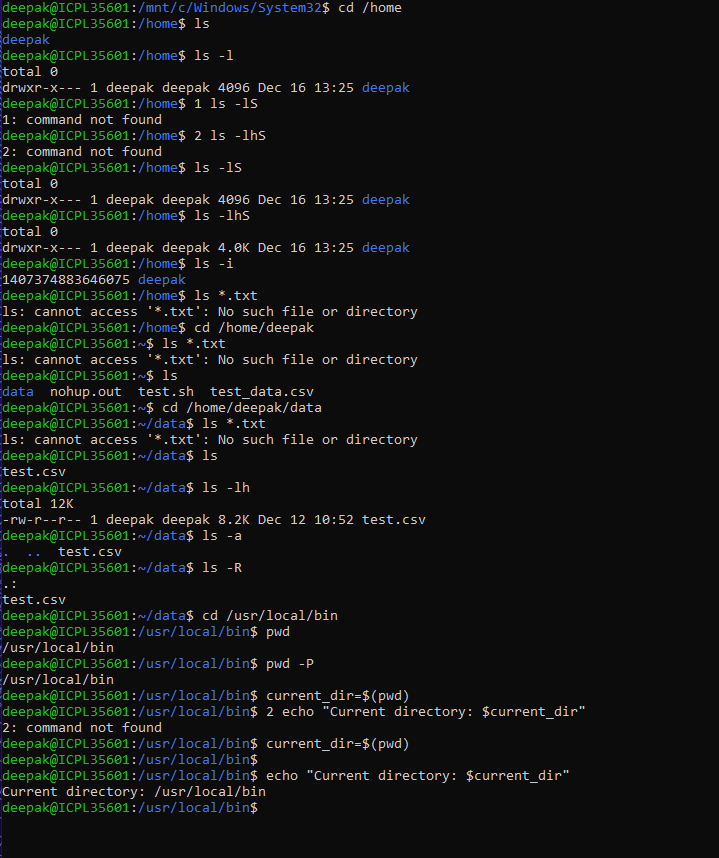 deepak@ICPL35601:/mnt/c/Windows/System32$ cd /home
deepak@ICPL35601:/home$ ls
deepak
deepak@ICPL35601:/home$ ls -l
total 0
drwxr-x--- 1 deepak deepak 4096 Dec 16 13:25 deepak
deepak@ICPL35601:/home$ 1 ls -lS
1: command not found
deepak@ICPL35601:/home$ 2 ls -lhS
2: command not found
deepak@ICPL35601:/home$ ls -lS
total 0
drwxr-x--- 1 deepak deepak 4096 Dec 16 13:25 deepak
deepak@ICPL35601:/home$ ls -lhS
total 0
drwxr-x--- 1 deepak deepak 4.0K Dec 16 13:25 deepak
deepak@ICPL35601:/home$ ls -i
1407374883646075 deepak
deepak@ICPL35601:/home$ ls *.txt
ls: cannot access '*.txt': No such file or directory
deepak@ICPL35601:/home$ cd /home/deepak
deepak@ICPL35601:~$ ls *.txt
ls: cannot access '*.txt': No such file or directory
deepak@ICPL35601:~$ ls
data  nohup.out  test.sh  test_data.csv
deepak@ICPL35601:~$ cd /home/deepak/data
deepak@ICPL35601:~/data$ ls *.txt
ls: cannot access '*.txt': No such file or directory
deepak@ICPL35601:~/data$ ls
test.csv
deepak@ICPL35601:~/data$ ls -lh
total 12K
-rw-r--r-- 1 deepak deepak 8.2K Dec 12 10:52 test.csv
deepak@ICPL35601:~/data$ ls -a
.  ..  test.csv
deepak@ICPL35601:~/data$ ls -R
.:
test.csv
deepak@ICPL35601:~/data$ cd /usr/local/bin
deepak@ICPL35601:/usr/local/bin$ pwd
/usr/local/bin
deepak@ICPL35601:/usr/local/bin$ pwd -P
/usr/local/bin
deepak@ICPL35601:/usr/local/bin$ current_dir=$(pwd)
deepak@ICPL35601:/usr/local/bin$ 2 echo "Current directory: $current_dir"
2: command not found
deepak@ICPL35601:/usr/local/bin$ current_dir=$(pwd)
deepak@ICPL35601:/usr/local/bin$
deepak@ICPL35601:/usr/local/bin$ echo "Current directory: $current_dir"
Current directory: /usr/local/bin
deepak@ICPL35601:/usr/local/bin$